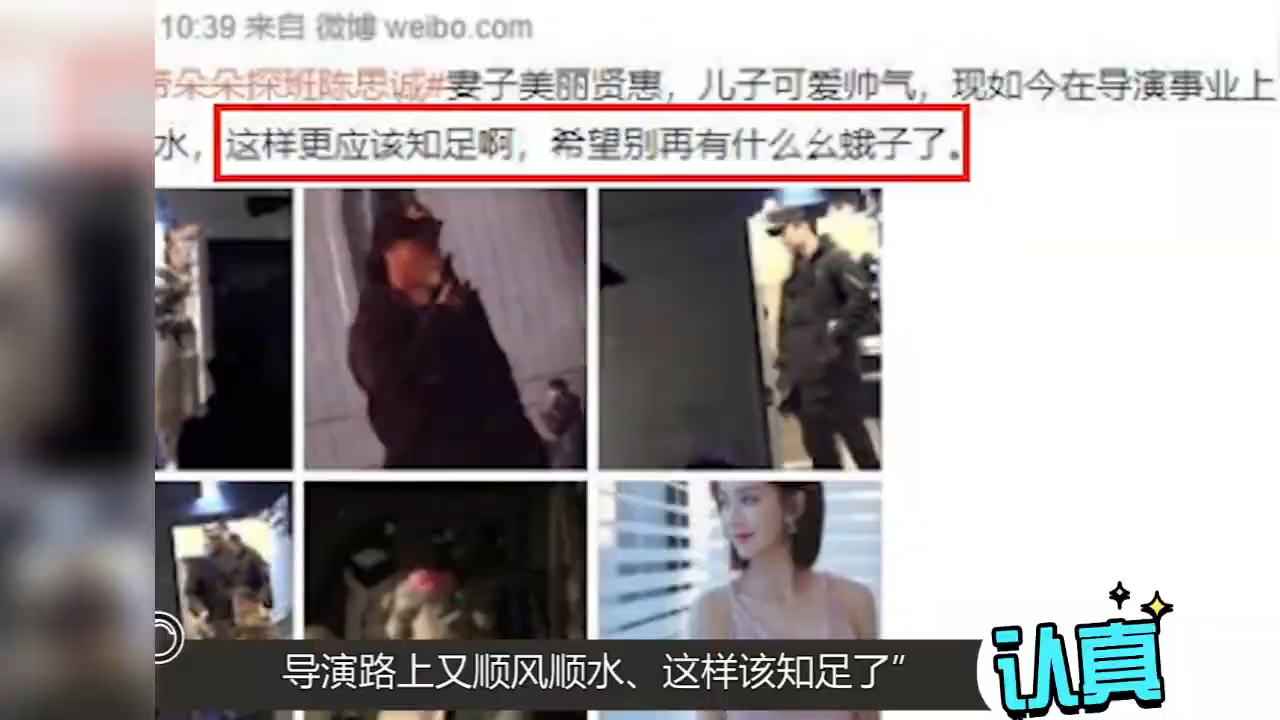 10:39 来自 微博 weibo.com
朵朵探班陈思诚#妻子美丽贤惠，儿子可爱帅气，现如今在导演事业上
水，这样更应该知足啊，希望别再有什么幺蛾子了。
导演路上又顺风顺水、这样该知足了”
认真